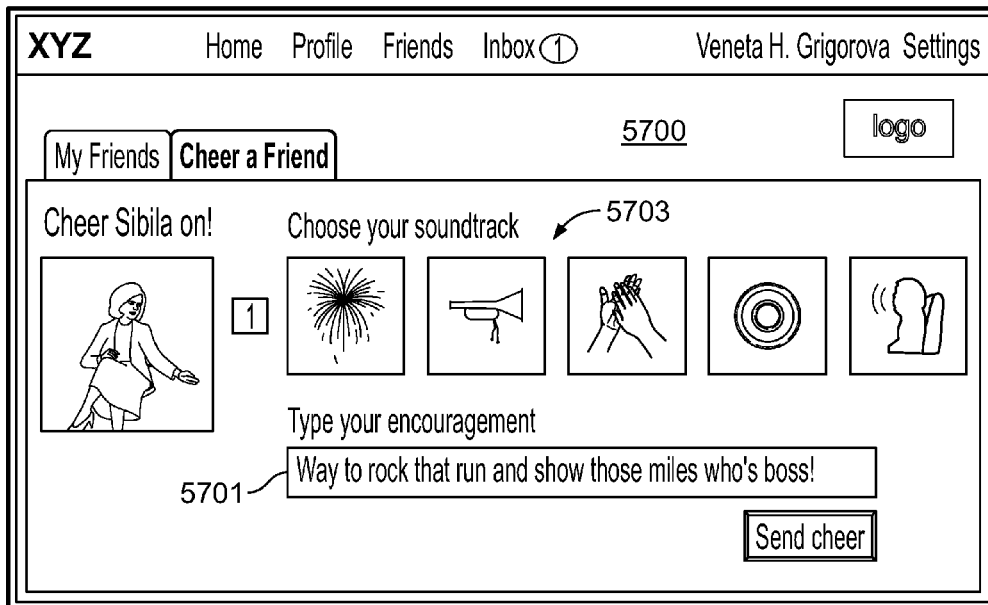 XYZ Home Profile Friends Inbox 1 Veneta H. Grigorova Settings
5700 logo
My Friends Cheer a Friend
Cheer Sibila on! Choose your soundtrack 5703
1
Type your encouragement
5701 Way to rock that run and show those miles who's boss!
Send cheer